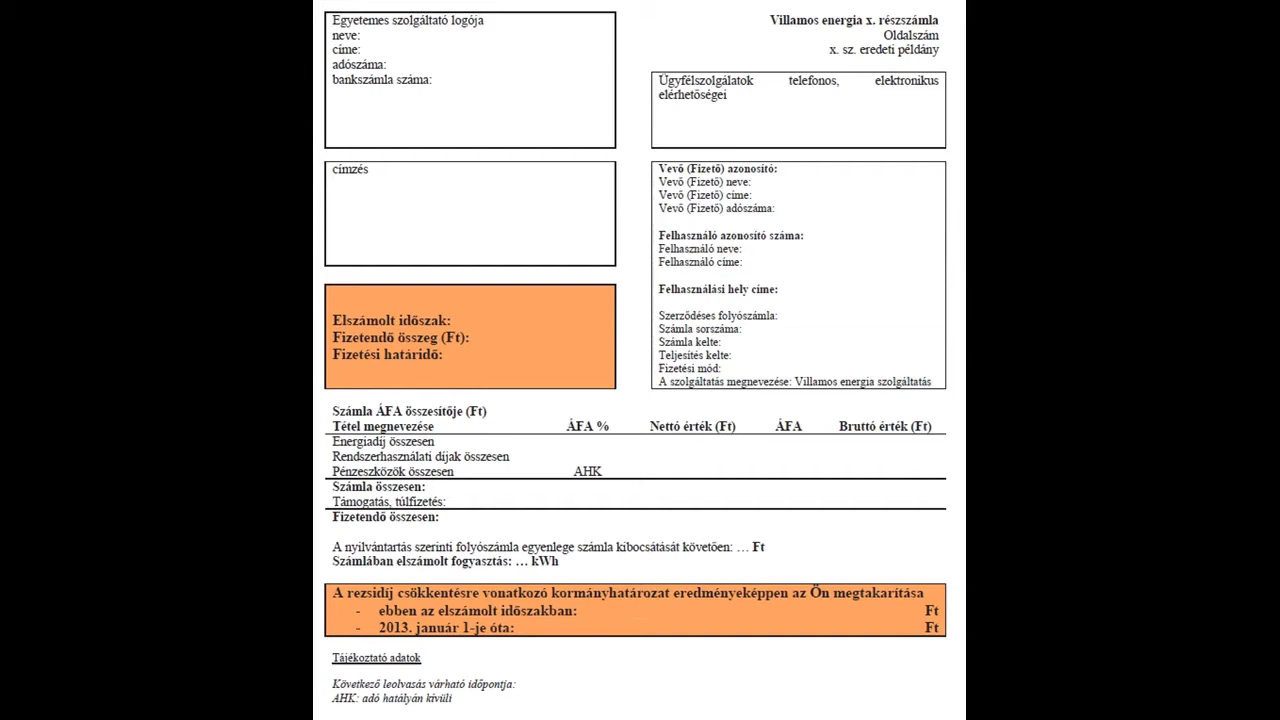 Egyetemes szolgáltató logója
neve:
címe:
adószáma:
bankszámla száma:
Villamos energia x. részszámla
Oldalszám
x. sz. eredeti példány
Ügyfélszolgálatok telefonos, elektronikus
elérhetőségei
címzés
Vevő (Fizető) azonosító:
Vevő (Fizető) neve:
Vevő (Fizető) címe:
Vevő (Fizető) adószáma:
Felhasználó azonosító száma:
Felhasználó neve:
Felhasználó címe:
Felhasználási hely címe:
Szerződéses folyószámla:
Számla sorszáma:
Számla kelte:
Teljesítés kelte:
Fizetési mód:
A szolgáltatás megnevezése: Villamos energia szolgáltatás
Elszámolt időszak:
Fizetendő összeg (Ft):
Fizetési határidő:
Számla ÁFA összesítője (Ft)
Tétel megnevezése ÁFA % Nettó érték (Ft) ÁFA Bruttó érték (Ft)
Energiadíj összesen
Rendszerhasználati díjak összesen
Pénzeszközök összesen AHK
Számla összesen:
Támogatás, túlfizetés:
Fizetendő összesen:
A nyilvántartás szerinti folyószámla egyenlege számla kibocsátását követően: … Ft
Számlában elszámolt fogyasztás: … kWh
A rezsidíj csökkentésre vonatkozó kormányhatározat eredményeképpen az Ön megtakarítása
- ebben az elszámolt időszakban: Ft
- 2013. január 1-je óta: Ft
Tájékoztató adatok
Következő leolvasás várható időpontja:
AHK: adó hatályán kívüli